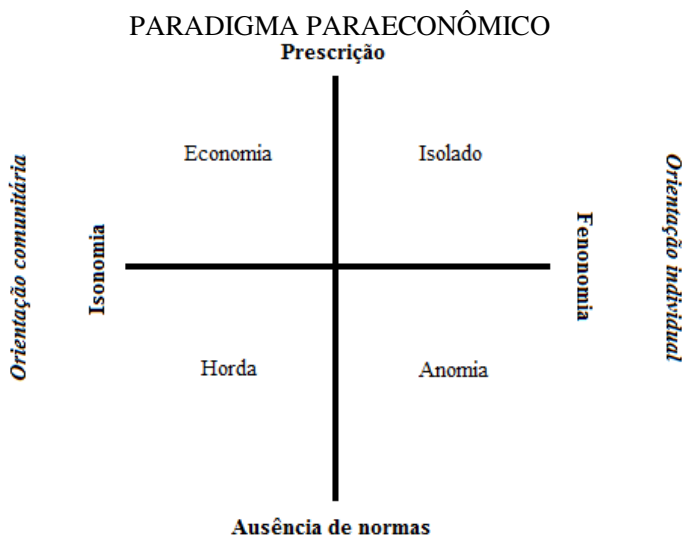 PARADIGMA PARAECONÔMICO
Prescrição
Economia
Isolado
Orientação comunitária
Isonomia
Fenonomia
Orientação individual
Horda
Anomia
Ausência de normas